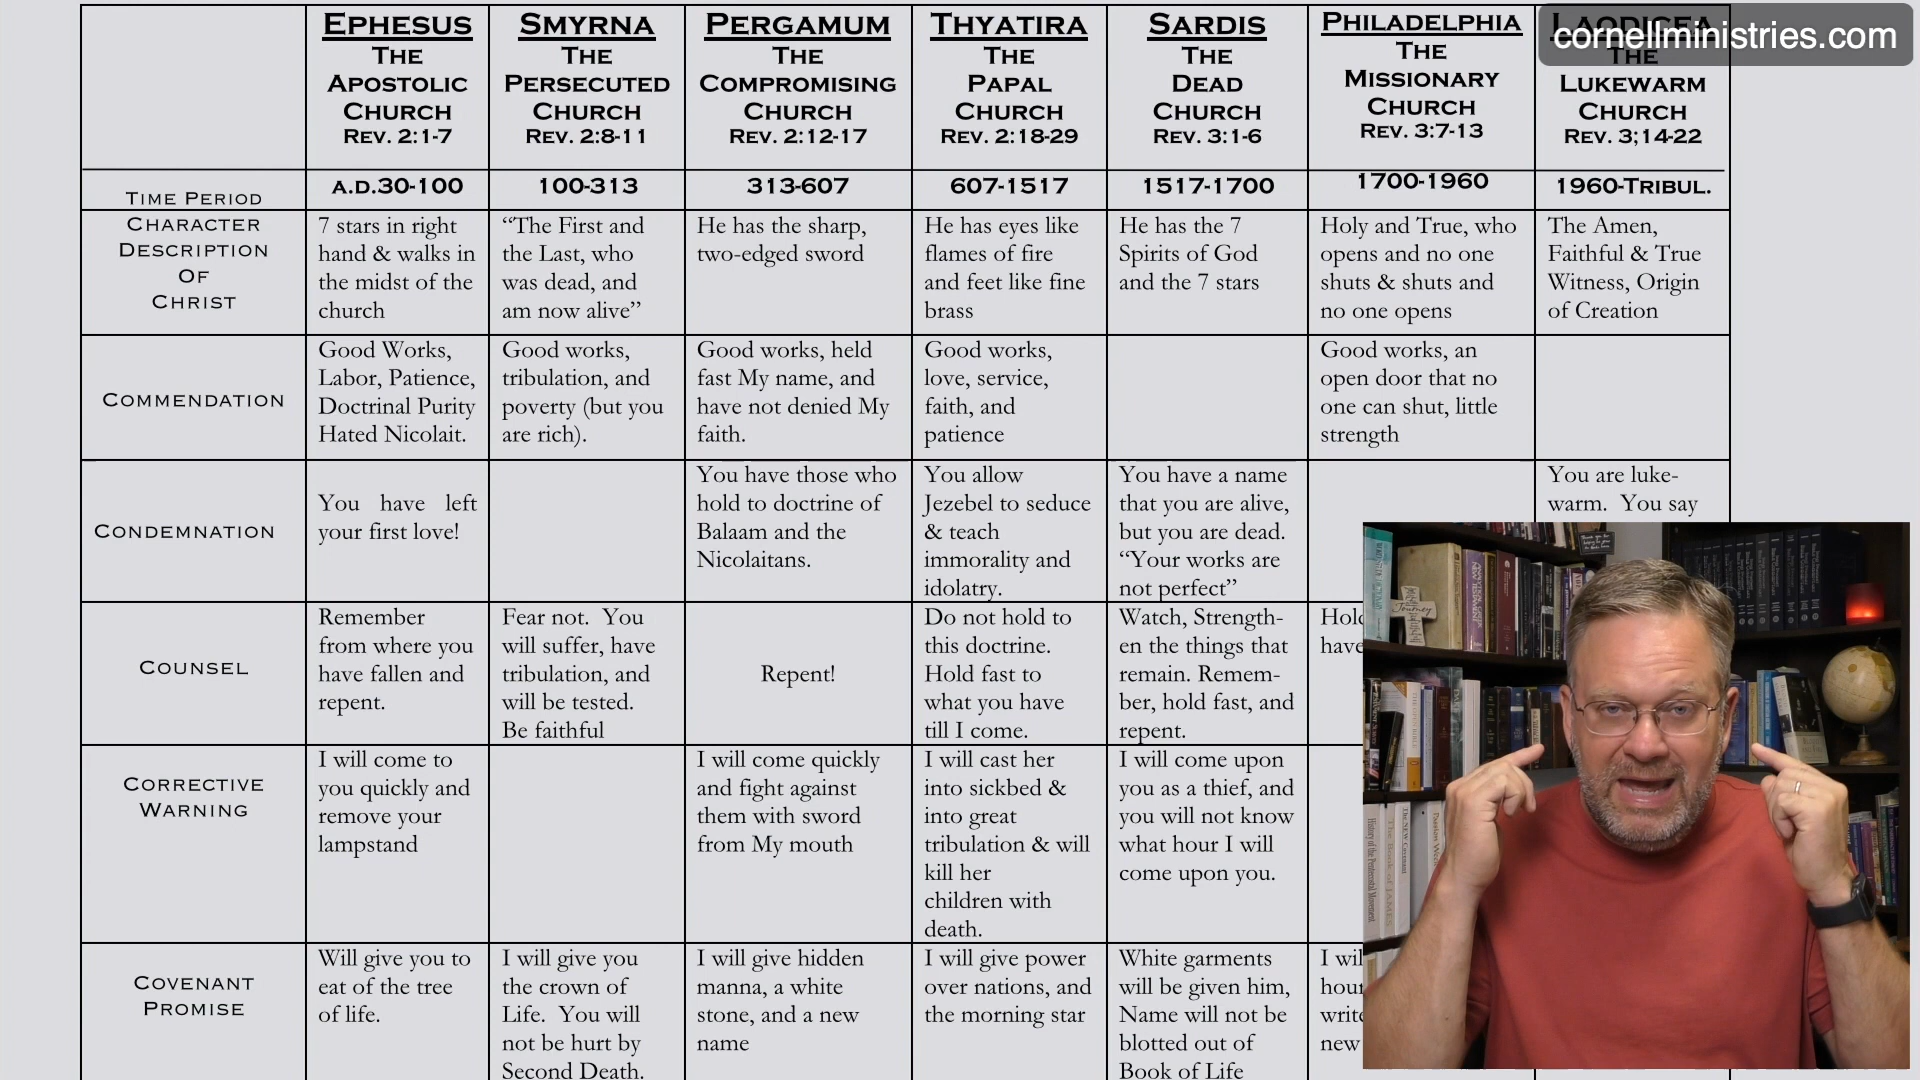 cornellministries.com
EPHESUS
THE
APOSTOLIC
CHURCH
REV. 2:1-7
SMYRNA
THE
PERSECUTED
CHURCH
REV. 2:8-11
PERGAMUM
THE
COMPROMISING
CHURCH
REV. 2:12-17
THYATIRA
THE
PAPAL
CHURCH
REV. 2:18-29
SARDIS
THE
DEAD
CHURCH
REV. 3:1-6
PHILADELPHIA
THE
MISSIONARY
CHURCH
REV. 3:7-13
LAODICEA
THE
LUKEWARM
CHURCH
REV. 3;14-22
TIME PERIOD
A.D.30-100
100-313
313-607
607-1517
1517-1700
1700-1960
1960-TRIBUL.
CHARACTER
DESCRIPTION
OF
CHRIST
7 stars in right
hand & walks in
the midst of the
church
“The First and
the Last, who
was dead, and
am now alive”
He has the sharp,
two-edged sword
He has eyes like
flames of fire
and feet like fine
brass
He has the 7
Spirits of God
and the 7 stars
Holy and True, who
opens and no one
shuts & shuts and
no one opens
The Amen,
Faithful & True
Witness, Origin
of Creation
COMMENDATION
Good Works,
Labor, Patience,
Doctrinal Purity
Hated Nicolait.
Good works,
tribulation, and
poverty (but you
are rich).
Good works, held
fast My name, and
have not denied My
faith.
Good works,
love, service,
faith, and
patience
Good works, an
open door that no
one can shut, little
strength
CONDEMNATION
You have left
your first love!
You have those who
hold to doctrine of
Balaam and the
Nicolaitans.
You allow
Jezebel to seduce
& teach
immorality and
idolatry.
You have a name
that you are alive,
but you are dead.
“Your works are
not perfect”
You are luke-
warm. You say
COUNSEL
Remember
from where you
have fallen and
repent.
Fear not. You
will suffer, have
tribulation, and
will be tested.
Be faithful
Repent!
Do not hold to
this doctrine.
Hold fast to
what you have
till I come.
Watch, Strength-
en the things that
remain. Remem-
ber, hold fast, and
repent.
have
CORRECTIVE
WARNING
I will come to
you quickly and
remove your
lampstand
I will come quickly
and fight against
them with sword
from My mouth
I will cast her
into sickbed &
into great
tribulation & will
kill her
children with
death.
I will come upon
you as a thief, and
you will not know
what hour I will
come upon you.
COVENANT
PROMISE
Will give you to
eat of the tree
of life.
I will give you
the crown of
Life. You will
not be hurt by
Second Death.
I will give hidden
manna, a white
stone, and a new
name
I will give power
over nations, and
the morning star
White garments
will be given him,
Name will not be
blotted out of
Book of Life
I
write
new
Journey
History of the Pentecostal Movement
The Book of James